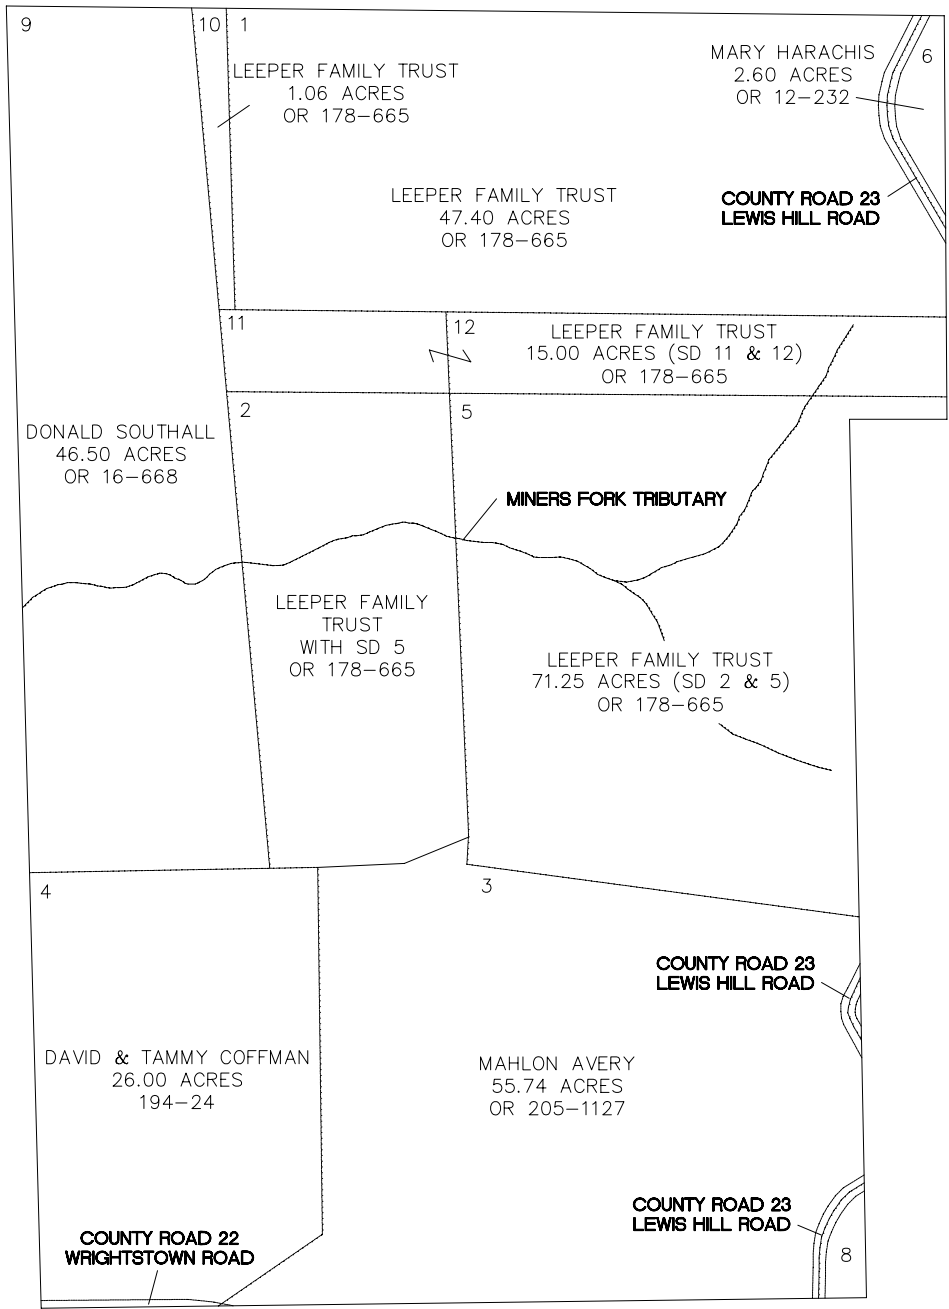 9
10
1
LEEPER FAMILY TRUST
1.06 ACRES
OR 178-665
MARY HARACHIS
2.60 ACRES
OR 12-232
6
LEEPER FAMILY TRUST
47.40 ACRES
OR 178-665
COUNTY ROAD 23
LEWIS HILL ROAD
11
12
LEEPER FAMILY TRUST
15.00 ACRES (SD 11 & 12)
OR 178-665
2
5
DONALD SOUTHALL
46.50 ACRES
OR 16-668
MINERS FORK TRIBUTARY
LEEPER FAMILY
TRUST
WITH SD 5
OR 178-665
LEEPER FAMILY TRUST
71.25 ACRES (SD 2 & 5)
OR 178-665
4
3
COUNTY ROAD 23
LEWIS HILL ROAD
DAVID & TAMMY COFFMAN
26.00 ACRES
194-24
MAHLON AVERY
55.74 ACRES
OR 205-1127
COUNTY ROAD 23
LEWIS HILL ROAD
COUNTY ROAD 22
WRIGHTSTOWN ROAD
8